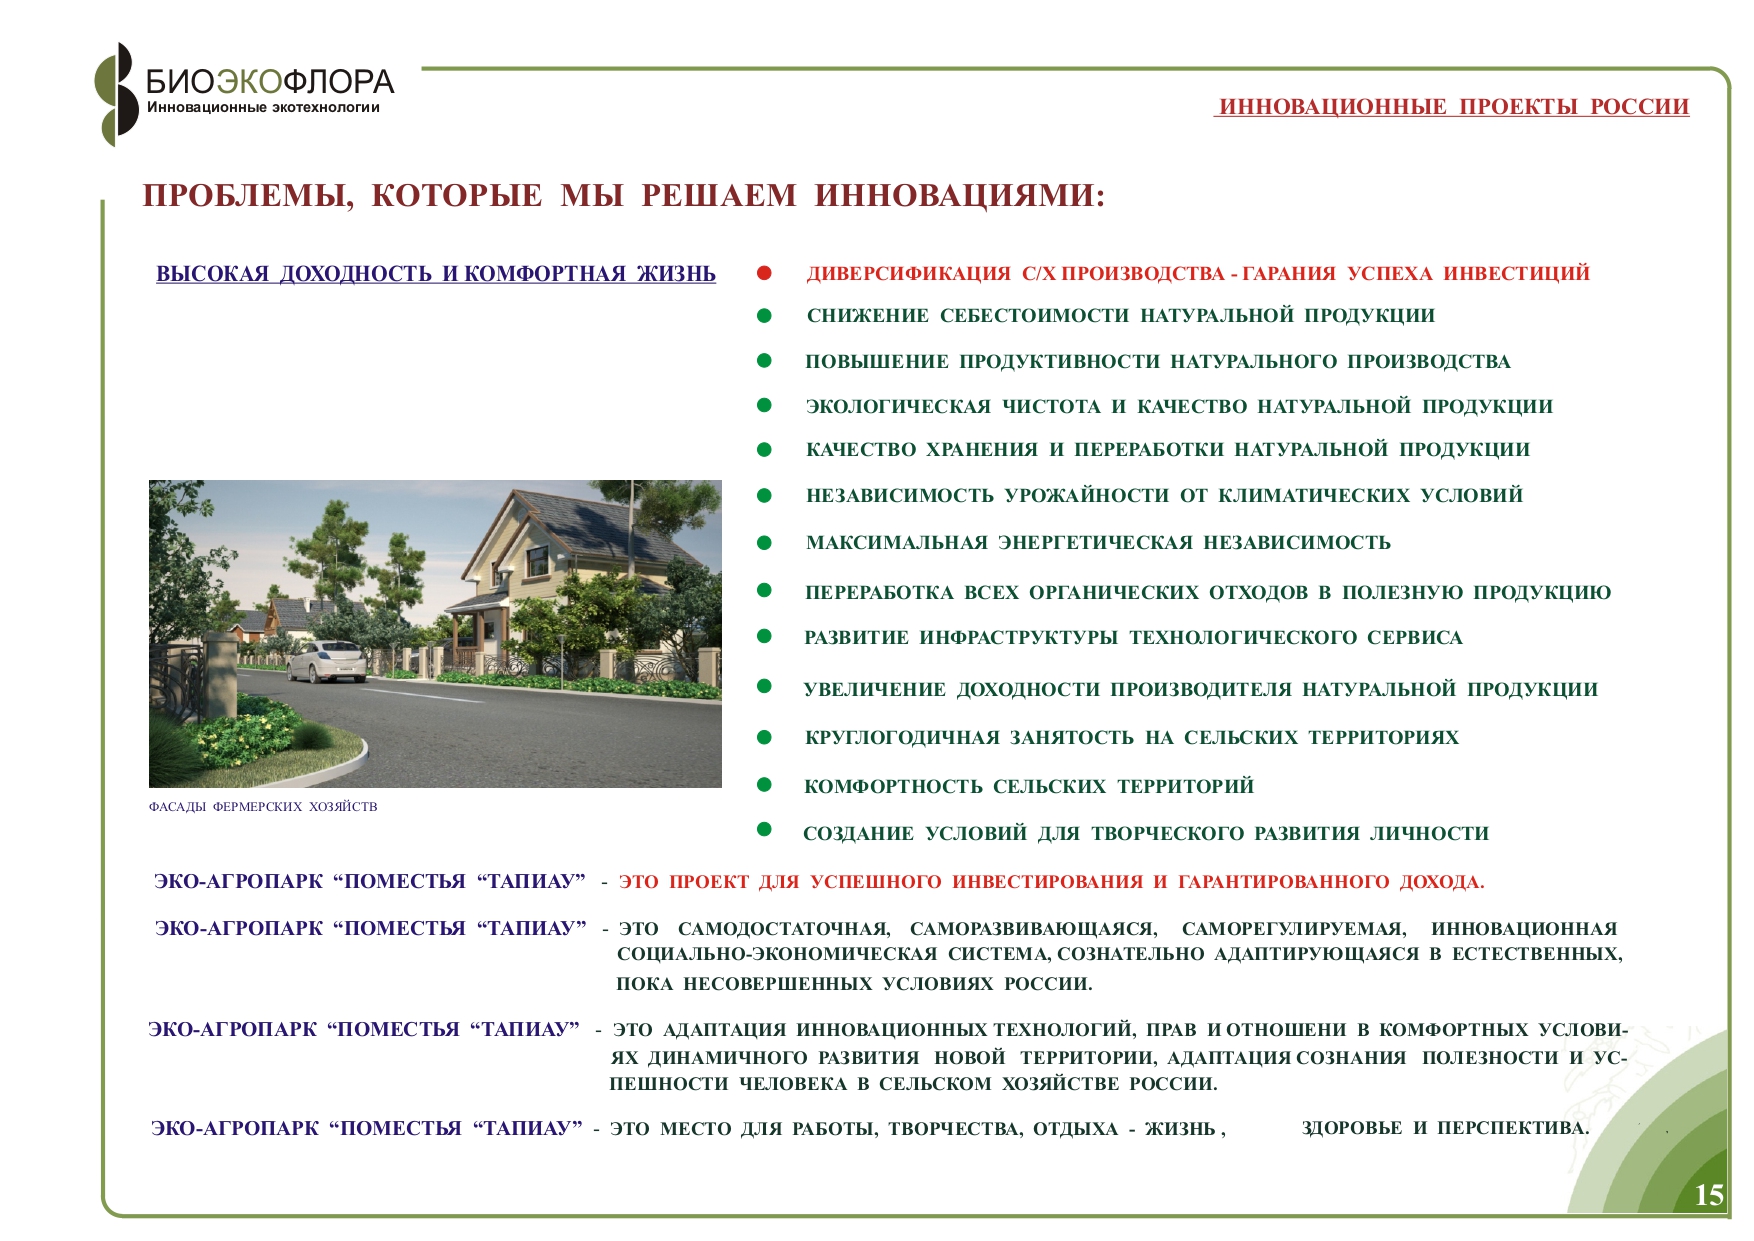 БИОЭКОФЛОРА
Инновационные экотехнологии
ИННОВАЦИОННЫЕ ПРОЕКТЫ РОССИИ
ПРОБЛЕМЫ, КОТОРЫЕ МЫ РЕШАЕМ ИННОВАЦИЯМИ:
ВЫСОКАЯ ДОХОДНОСТЬ И КОМФОРТНАЯ ЖИЗНЬ
ДИВЕРСИФИКАЦИЯ С/Х ПРОИЗВОДСТВА - ГАРАНИЯ УСПЕХА ИНВЕСТИЦИЙ
СНИЖЕНИЕ СЕБЕСТОИМОСТИ НАТУРАЛЬНОЙ ПРОДУКЦИИ
ПОВЫШЕНИЕ ПРОДУКТИВНОСТИ НАТУРАЛЬНОГО ПРОИЗВОДСТВА
ЭКОЛОГИЧЕСКАЯ ЧИСТОТА И КАЧЕСТВО НАТУРАЛЬНОЙ ПРОДУКЦИИ
КАЧЕСТВО ХРАНЕНИЯ И ПЕРЕРАБОТКИ НАТУРАЛЬНОЙ ПРОДУКЦИИ
НЕЗАВИСИМОСТЬ УРОЖАЙНОСТИ ОТ КЛИМАТИЧЕСКИХ УСЛОВИЙ
МАКСИМАЛЬНАЯ ЭНЕРГЕТИЧЕСКАЯ НЕЗАВИСИМОСТЬ
ПЕРЕРАБОТКА ВСЕХ ОРГАНИЧЕСКИХ ОТХОДОВ В ПОЛЕЗНУЮ ПРОДУКЦИЮ
РАЗВИТИЕ ИНФРАСТРУКТУРЫ ТЕХНОЛОГИЧЕСКОГО СЕРВИСА
УВЕЛИЧЕНИЕ ДОХОДНОСТИ ПРОИЗВОДИТЕЛЯ НАТУРАЛЬНОЙ ПРОДУКЦИИ
КРУГЛОГОДИЧНАЯ ЗАНЯТОСТЬ НА СЕЛЬСКИХ ТЕРРИТОРИЯХ
КОМФОРТНОСТЬ СЕЛЬСКИХ ТЕРРИТОРИЙ
СОЗДАНИЕ УСЛОВИЙ ДЛЯ ТВОРЧЕСКОГО РАЗВИТИЯ ЛИЧНОСТИ
ФАСАДЫ ФЕРМЕРСКИХ ХОЗЯЙСТВ
ЭКО-АГРОПАРК “ПОМЕСТЬЯ “ТАПИАУ” - ЭТО ПРОЕКТ ДЛЯ УСПЕШНОГО ИНВЕСТИРОВАНИЯ И ГАРАНТИРОВАННОГО ДОХОДА.
ЭКО-АГРОПАРК “ПОМЕСТЬЯ “ТАПИАУ” - ЭТО САМОДОСТАТОЧНАЯ, САМОРАЗВИВАЮЩАЯСЯ, САМОРЕГУЛИРУЕМАЯ, ИННОВАЦИОННАЯ
СОЦИАЛЬНО-ЭКОНОМИЧЕСКАЯ СИСТЕМА, СОЗНАТЕЛЬНО АДАПТИРУЮЩАЯСЯ В ЕСТЕСТВЕННЫХ,
ПОКА НЕСОВЕРШЕННЫХ УСЛОВИЯХ РОССИИ.
ЭКО-АГРОПАРК “ПОМЕСТЬЯ “ТАПИАУ” - ЭТО АДАПТАЦИЯ ИННОВАЦИОННЫХ ТЕХНОЛОГИЙ, ПРАВ И ОТНОШЕНИ В КОМФОРТНЫХ УСЛОВИ-
ЯХ ДИНАМИЧНОГО РАЗВИТИЯ НОВОЙ ТЕРРИТОРИИ, АДАПТАЦИЯ СОЗНАНИЯ ПОЛЕЗНОСТИ И УС-
ПЕШНОСТИ ЧЕЛОВЕКА В СЕЛЬСКОМ ХОЗЯЙСТВЕ РОССИИ.
ЭКО-АГРОПАРК “ПОМЕСТЬЯ “ТАПИАУ” - ЭТО МЕСТО ДЛЯ РАБОТЫ, ТВОРЧЕСТВА, ОТДЫХА - ЖИЗНЬ , ЗДОРОВЬЕ И ПЕРСПЕКТИВА.
15